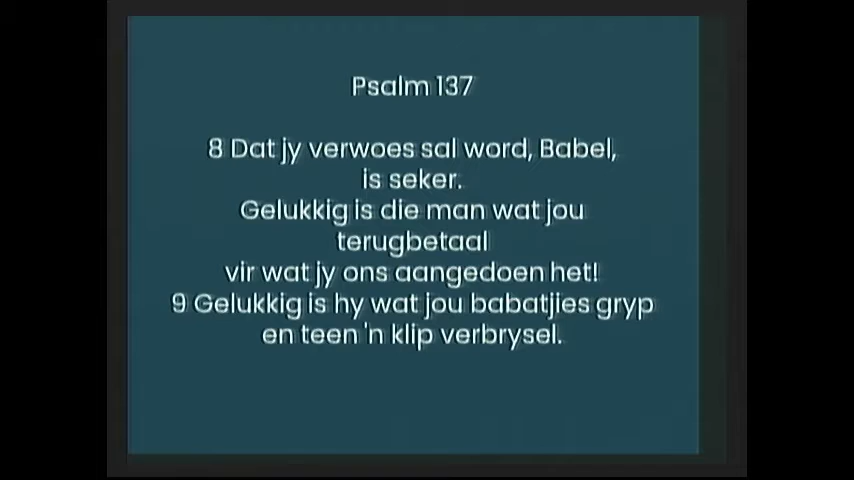 Psalm 137
8 Dat jy verwoes sal word, Babel,
is seker.
Gelukkig is die man wat jou
terugbetaal
vir wat jy ons aangedoen het!
9 Gelukkig is hy wat jou babatjies gryp
en teen 'n klip verbrysel.